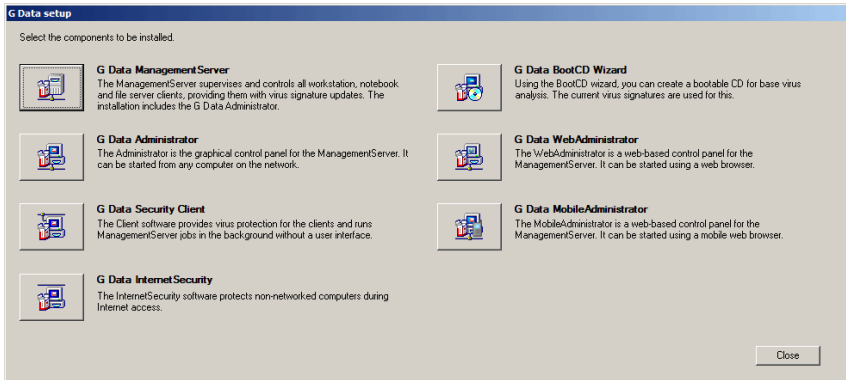 G Data setup
Select the components to be installed.
G Data ManagementServer
The ManagementServer supervises and controls all workstation, notebook
and file server clients, providing them with virus signature updates. The
installation includes the G Data Administrator.
G Data Administrator
The Administrator is the graphical control panel for the ManagementServer. It
can be started from any computer on the network.
G Data Security Client
The Client software provides virus protection for the clients and runs
ManagementServer jobs in the background without a user interface.
G Data InternetSecurity
The InternetSecurity software protects non-networked computers during
Internet access.
G Data BootCD Wizard
Using the BootCD wizard, you can create a bootable CD for base virus
analysis. The current virus signatures are used for this.
G Data WebAdministrator
The WebAdministrator is a web-based control panel for the
ManagementServer. It can be started using a web browser.
G Data MobileAdministrator
The MobileAdministrator is a web-based control panel for the
ManagementServer. It can be started using a mobile web browser.
Close